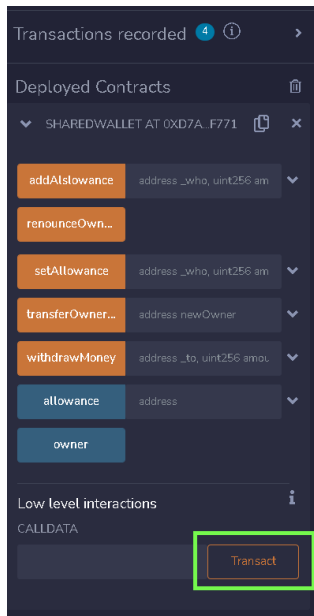 Transactions recorded 4 i
Deployed Contracts
SHAREDWALLET AT 0XD7A...F771
addAlslowance address _who, uint256 am
renounceOwn...
setAllowance address _who, uint256 am
transferOwner... address newOwner
withdrawMoney address _to, uint256 amou
allowance address
owner
Low level interactions i
CALLDATA
Transact